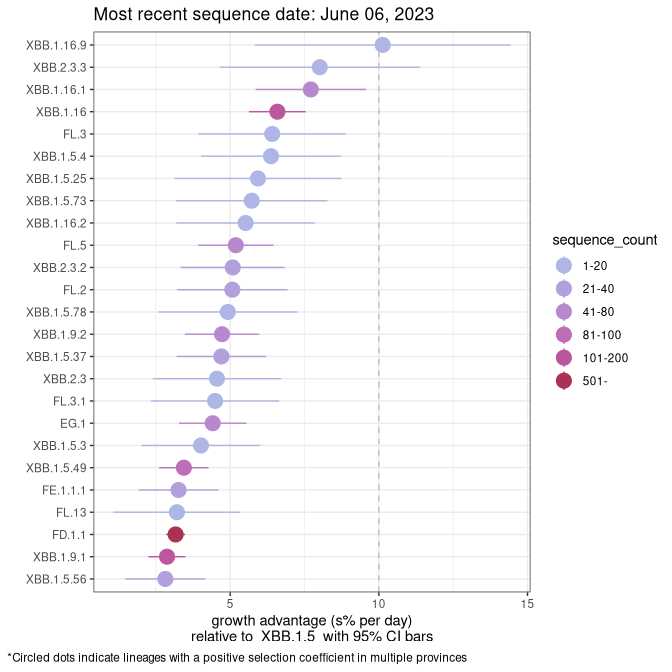 Most recent sequence date: June 06, 2023
XBB.1.16.9
XBB.2.3.3
XBB.1.16.1
XBB.1.16
FL.3
XBB.1.5.4
XBB.1.5.25
XBB.1.5.73
XBB.1.16.2
FL.5
XBB.2.3.2
FL.2
XBB.1.5.78
XBB.1.9.2
XBB.1.5.37
XBB.2.3
FL.3.1
EG.1
XBB.1.5.3
XBB.1.5.49
FE.1.1.1
FL.13
FD.1.1
XBB.1.9.1
XBB.1.5.56
5 10 15
growth advantage (s% per day)
relative to XBB.1.5 with 95% CI bars
sequence_count
1-20
21-40
41-80
81-100
101-200
501-
*Circled dots indicate lineages with a positive selection coefficient in multiple provinces